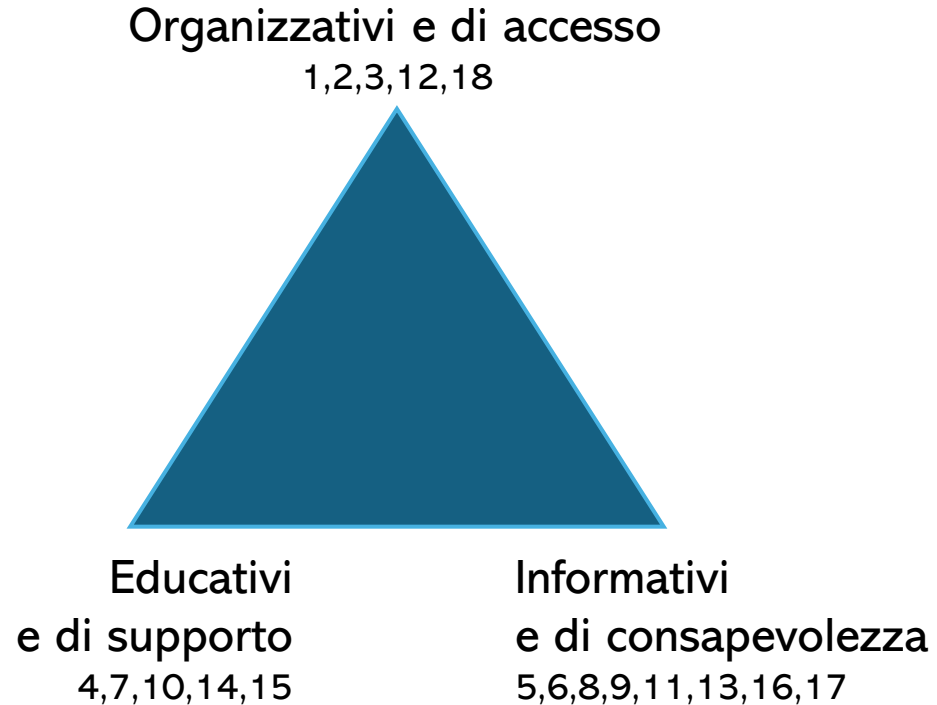 Organizzativi e di accesso
1,2,3,12,18
Educativi
e di supporto
4,7,10,14,15
Informativi
e di consapevolezza
5,6,8,9,11,13,16,17